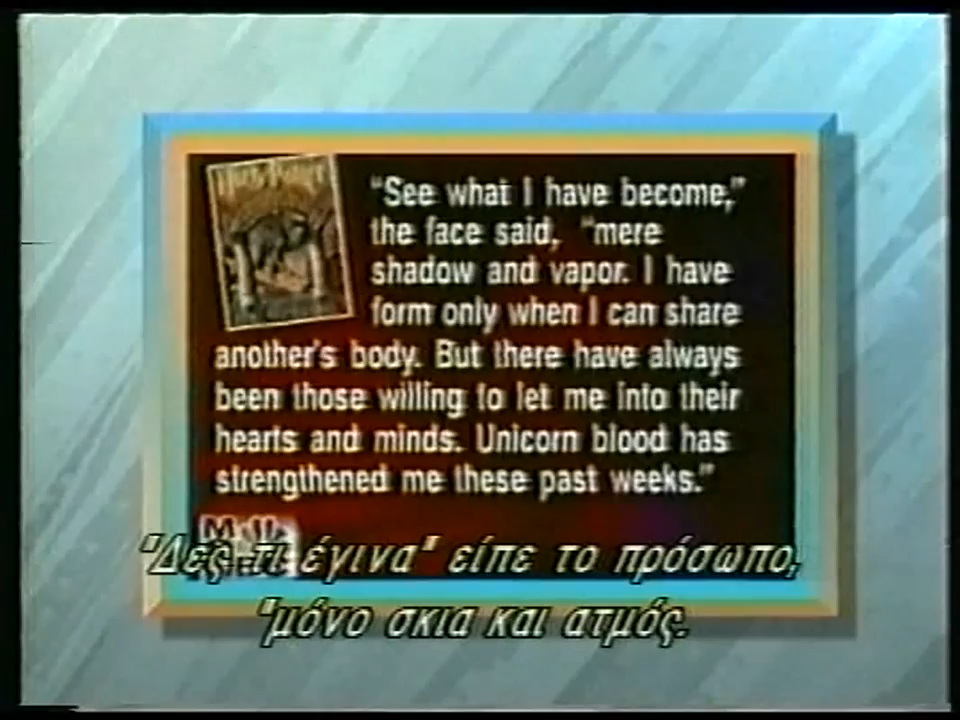 Harry Potter
"See what I have become,"
the face said, "mere
shadow and vapor. I have
form only when I can share
another's body. But there have always
been those willing to let me into their
hearts and minds. Unicorn blood has
strengthened me these past weeks."
"Δες τι έγινα" είπε το πρόσωπο,
"μόνο σκια και ατμός.